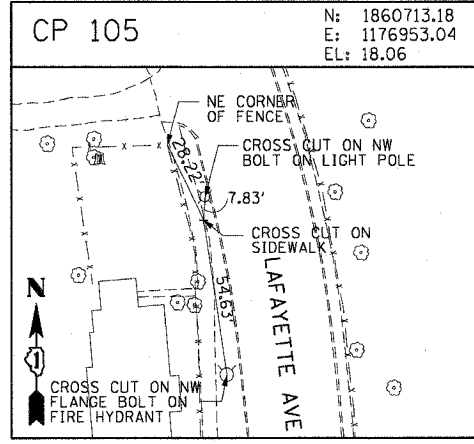 CP 105
N: 1860713.18
E: 1176953.04
EL: 18.06
NE CORNER
OF FENCE
28.22'
CROSS CUT ON NW
BOLT ON LIGHT POLE
7.83'
CROSS CUT ON
SIDEWALK
54.63'
LAFAYETTE AVE
N
1
CROSS CUT ON NW
FLANGE BOLT ON
FIRE HYDRANT